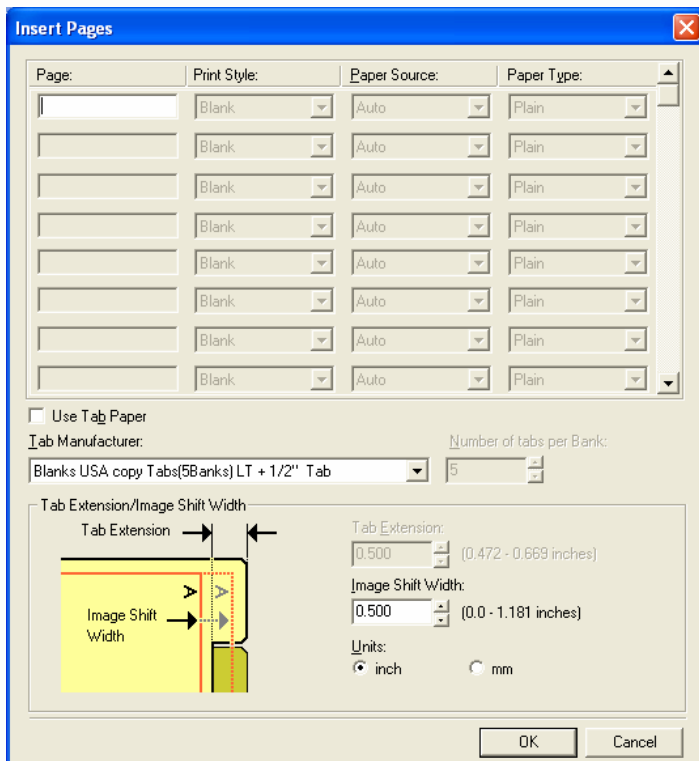 Insert Pages
Page: Print Style: Paper Source: Paper Type:
Blank Auto Plain
Blank Auto Plain
Blank Auto Plain
Blank Auto Plain
Blank Auto Plain
Blank Auto Plain
Blank Auto Plain
Blank Auto Plain
Use Tab Paper
Tab Manufacturer: Number of tabs per Bank:
Blanks USA copy Tabs(5Banks) LT + 1/2" Tab 5
Tab Extension/Image Shift Width
Tab Extension
Tab Extension:
0.500 (0.472 - 0.669 inches)
A A
Image Shift Width
Image Shift Width:
0.500 (0.0 - 1.181 inches)
Units:
inch mm
OK Cancel